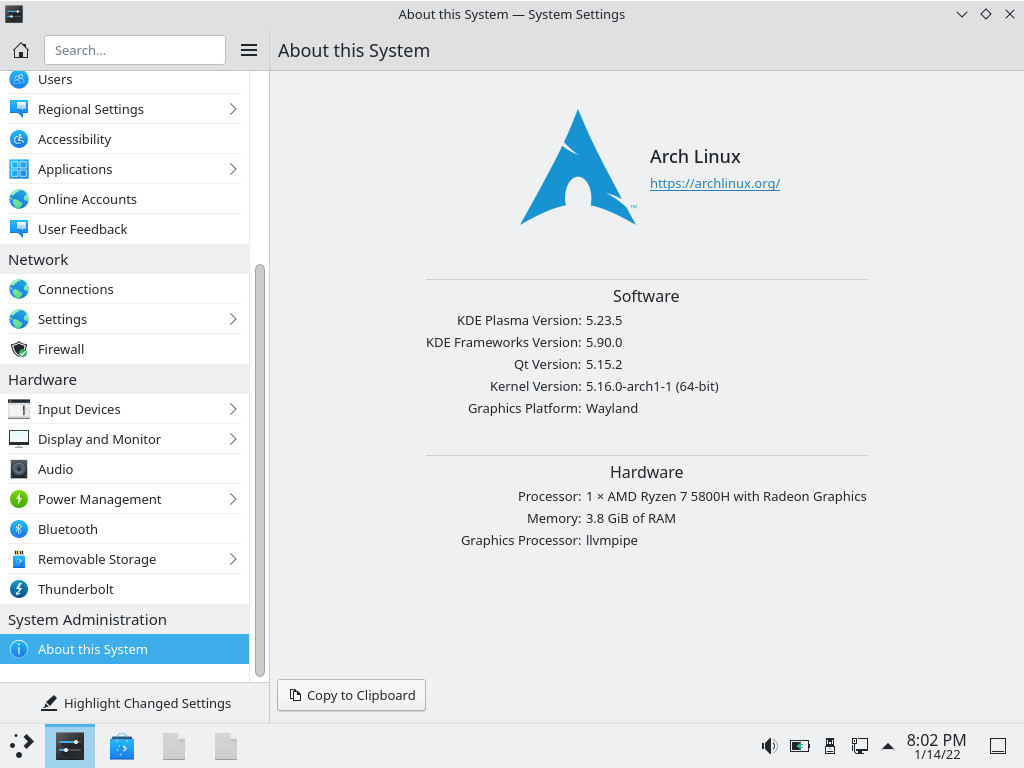 About this System — System Settings
Search...
About this System
Users
Regional Settings
Accessibility
Applications
Online Accounts
User Feedback
Network
Connections
Settings
Firewall
Hardware
Input Devices
Display and Monitor
Audio
Power Management
Bluetooth
Removable Storage
Thunderbolt
System Administration
About this System
Highlight Changed Settings
Arch Linux
https://archlinux.org/
TM
Software
KDE Plasma Version: 5.23.5
KDE Frameworks Version: 5.90.0
Qt Version: 5.15.2
Kernel Version: 5.16.0-arch1-1 (64-bit)
Graphics Platform: Wayland
Hardware
Processor: 1 × AMD Ryzen 7 5800H with Radeon Graphics
Memory: 3.8 GiB of RAM
Graphics Processor: llvmpipe
Copy to Clipboard
8:02 PM
1/14/22